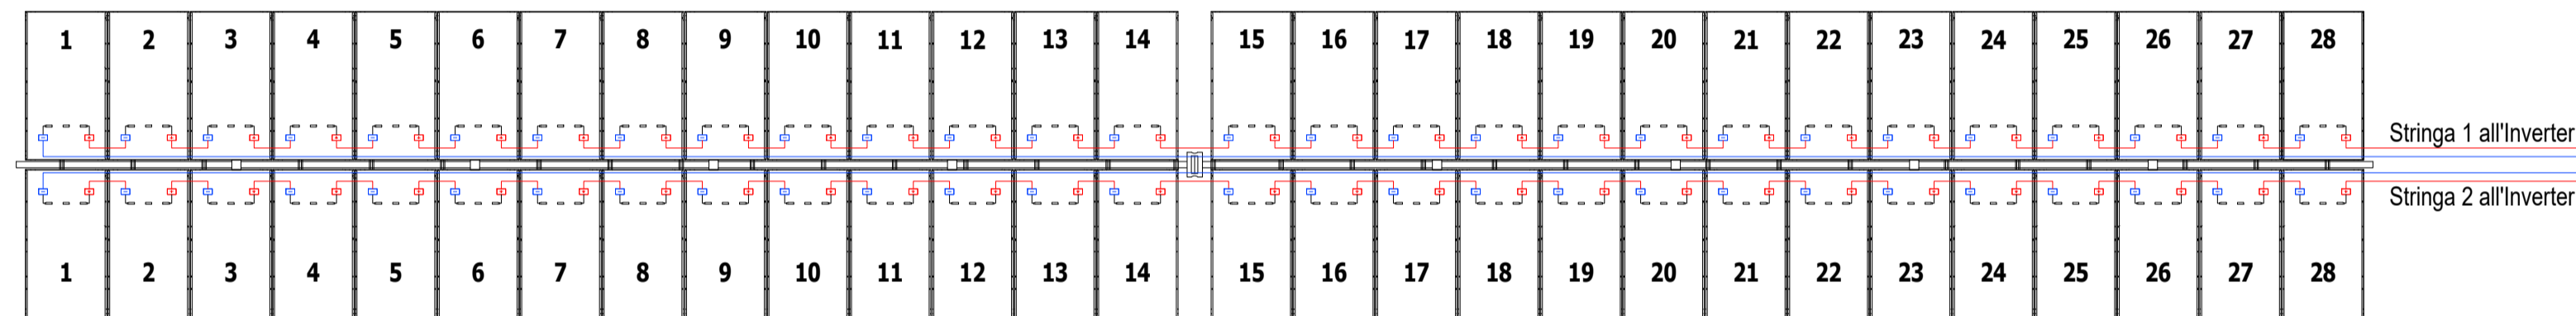 1 2 3 4 5 6 7 8 9 10 11 12 13 14 15 16 17 18 19 20 21 22 23 24 25 26 27 28
Stringa 1 all'Inverter
Stringa 2 all'Inverter
1 2 3 4 5 6 7 8 9 10 11 12 13 14 15 16 17 18 19 20 21 22 23 24 25 26 27 28